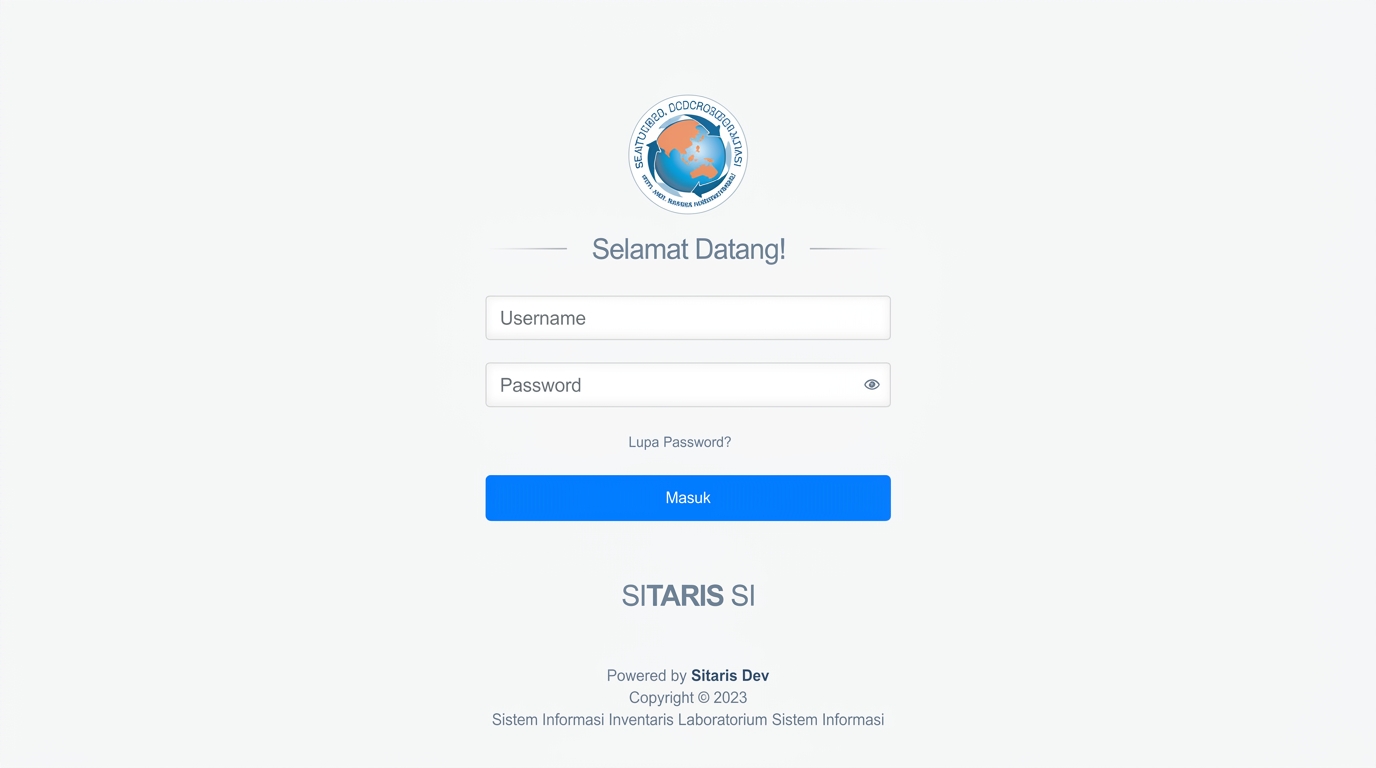 Selamat Datang!
Username
Password
Lupa Password?
Masuk
SITARIS SI
Powered by Sitaris Dev
Copyright © 2023
Sistem Informasi Inventaris Laboratorium Sistem Informasi